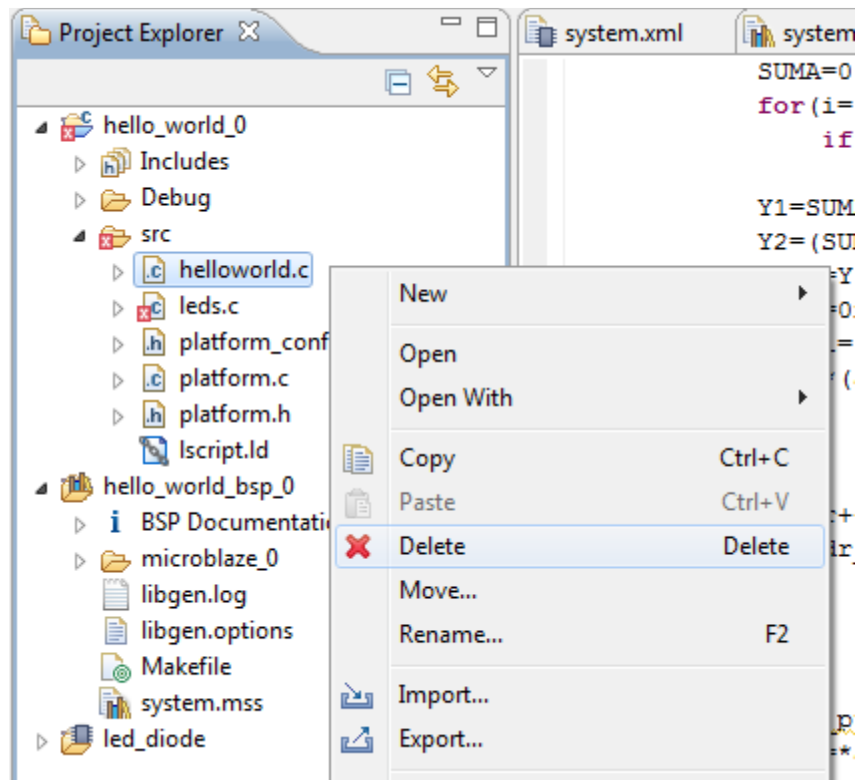 Project Explorer
system.xml
system
hello_world_0
Includes
Debug
src
helloworld.c
leds.c
platform_conf
platform.c
platform.h
lscript.ld
hello_world_bsp_0
BSP Documentati
microblaze_0
libgen.log
libgen.options
Makefile
system.mss
led_diode
New
Open
Open With
Copy Ctrl+C
Paste Ctrl+V
Delete Delete
Move...
Rename... F2
Import...
Export...
SUMA=0
for(i=
if
Y1=SUM
Y2=(SU